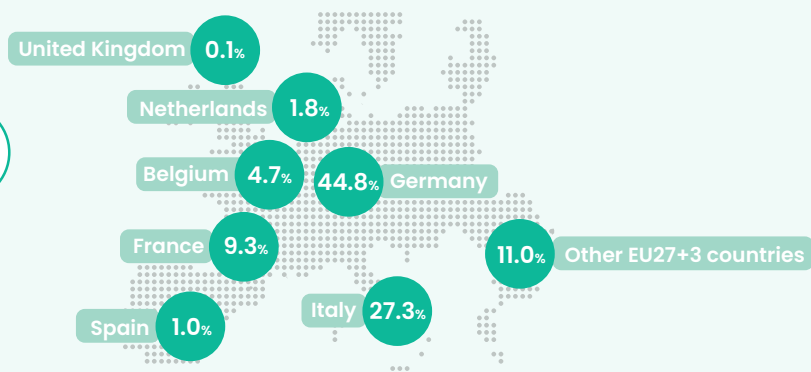 United Kingdom 0.1%
Netherlands 1.8%
Belgium 4.7%
44.8% Germany
France 9.3%
11.0% Other EU27+3 countries
Italy 27.3%
Spain 1.0%